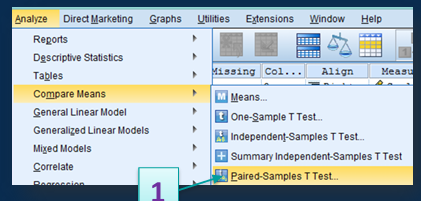 Analyze Direct Marketing Graphs Utilities Extensions Window Help
Reports
Descriptive Statistics
Tables
Compare Means
General Linear Model
Generalized Linear Models
Mixed Models
Correlate
Regression
Missing Col... Align Measu
Means...
One-Sample T Test...
Independent-Samples T Test...
Summary Independent-Samples T Test
Paired-Samples T Test...
1